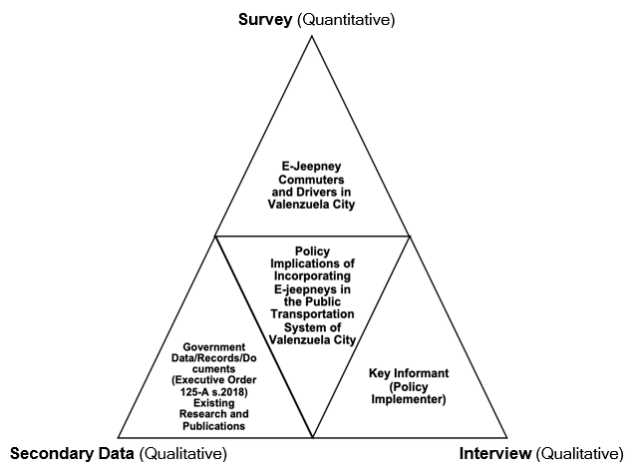 Survey (Quantitative)
E-Jeepney
Commuters
and Drivers in
Valenzuela City
Policy
Implications of
Incorporating
E-jeepneys in
the Public
Transportation
System of
Valenzuela City
Government
Data/Records/Do
cuments
(Executive Order
125-A s.2018)
Existing
Research and
Publications
Key Informant
(Policy
Implementer)
Secondary Data (Qualitative)
Interview (Qualitative)